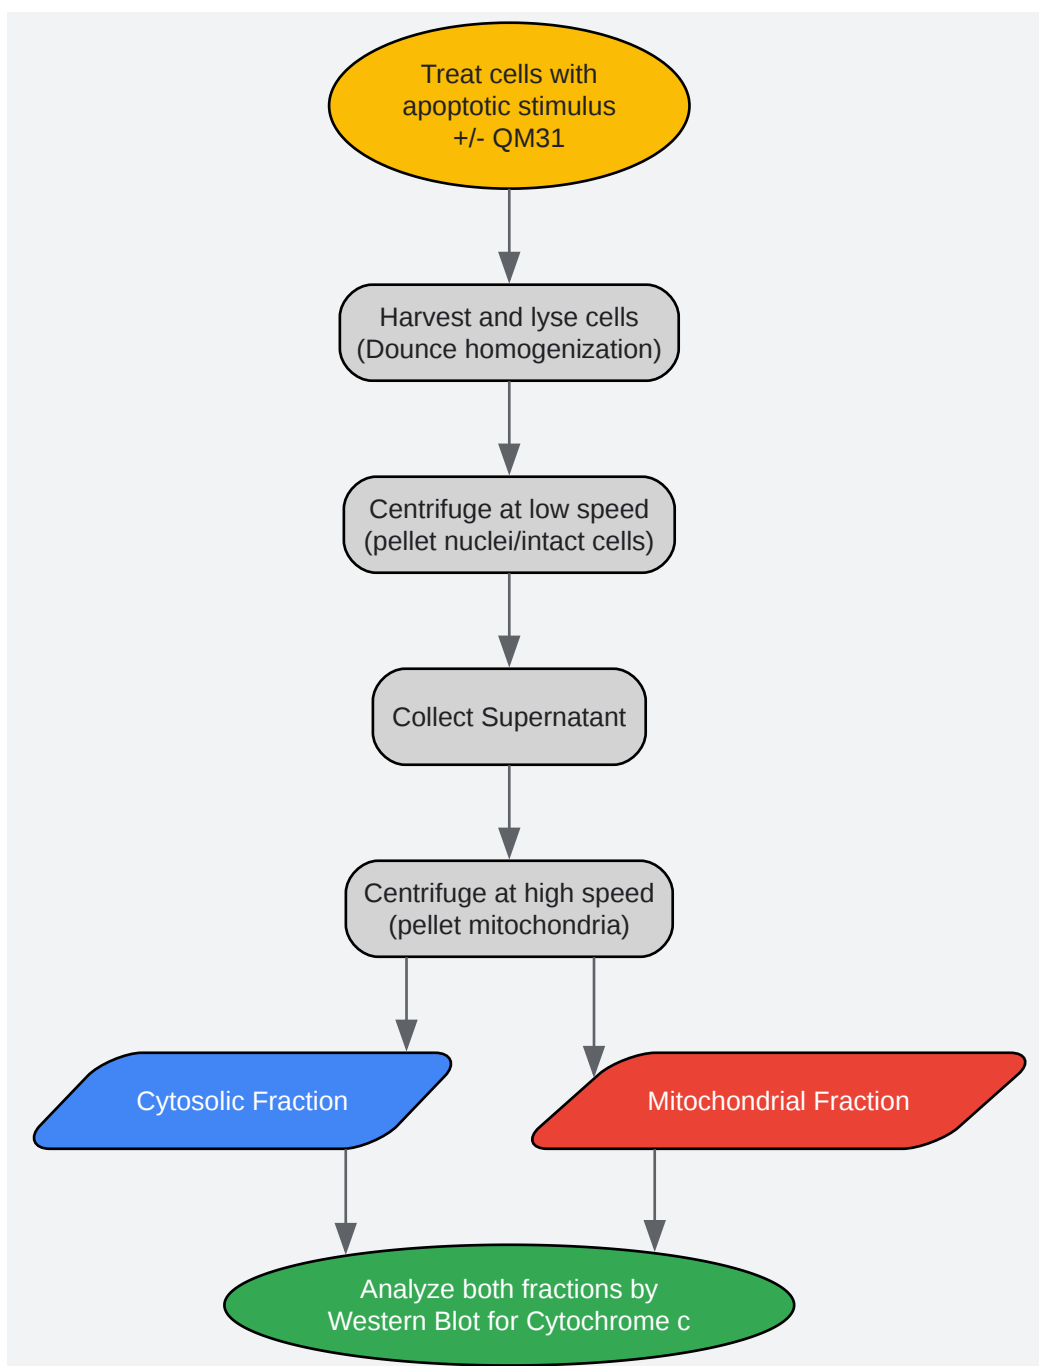 Treat cells with
apoptotic stimulus
+/- QM31
Harvest and lyse cells
(Dounce homogenization)
Centrifuge at low speed
(pellet nuclei/intact cells)
Collect Supernatant
Centrifuge at high speed
(pellet mitochondria)
Cytosolic Fraction
Mitochondrial Fraction
Analyze both fractions by
Western Blot for Cytochrome c